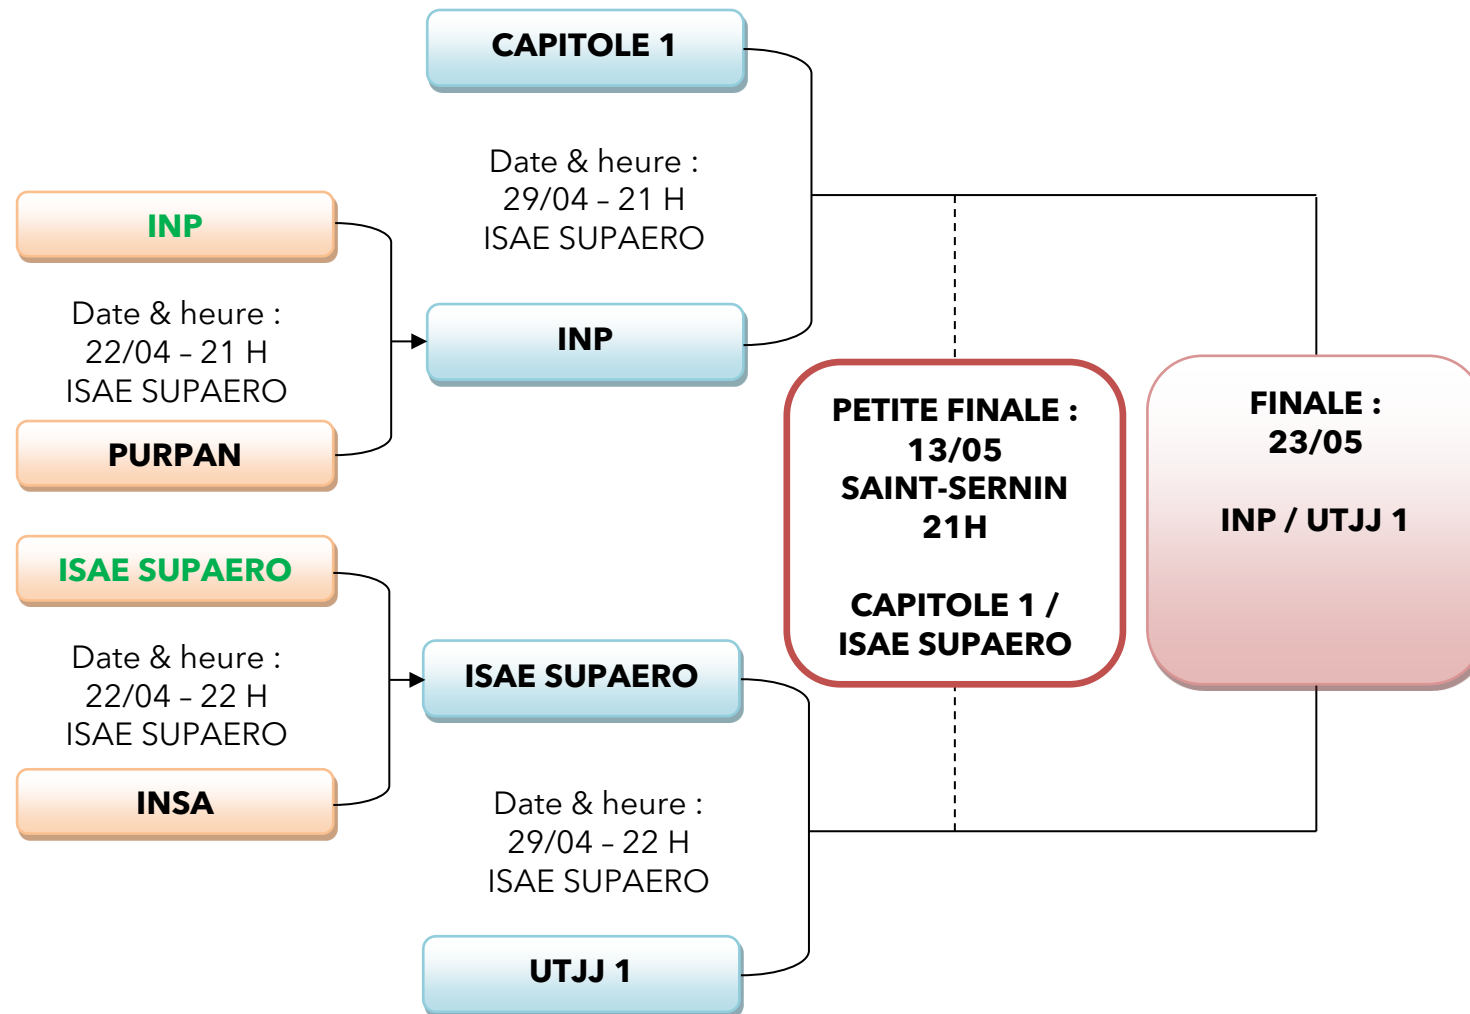 CAPITOLE 1
Date & heure :
29/04 – 21 H
ISAE SUPAERO
INP
Date & heure :
22/04 – 21 H
ISAE SUPAERO
INP
PURPAN
PETITE FINALE :
13/05
SAINT-SERNIN
21H
CAPITOLE 1 /
ISAE SUPAERO
FINALE :
23/05
INP / UTJJ 1
ISAE SUPAERO
Date & heure :
22/04 – 22 H
ISAE SUPAERO
ISAE SUPAERO
INSA
Date & heure :
29/04 – 22 H
ISAE SUPAERO
UTJJ 1